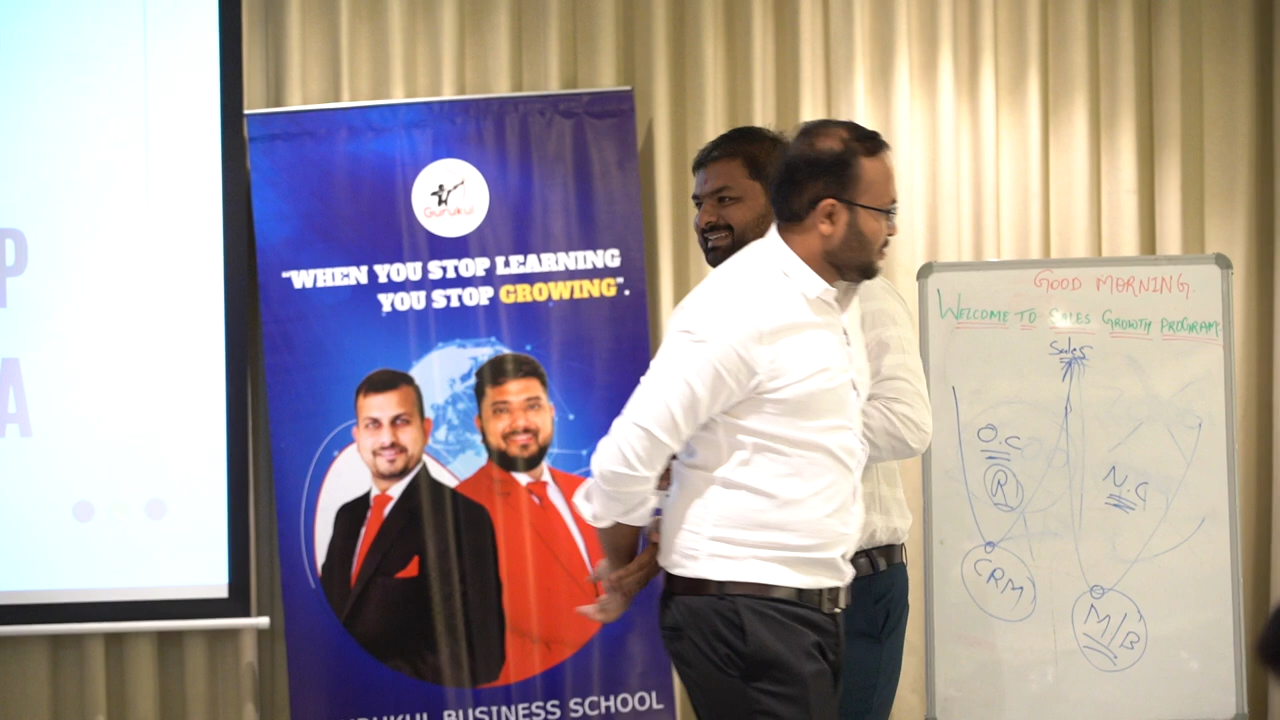 P
A
Gurukul
"WHEN YOU STOP LEARNING
YOU STOP GROWING".
BUSINESS SCHOOL
GOOD MORNING
WELCOME TO SALES GROWTH PROGRAM
Sales
O.C
R
N.C
CRM
M/B